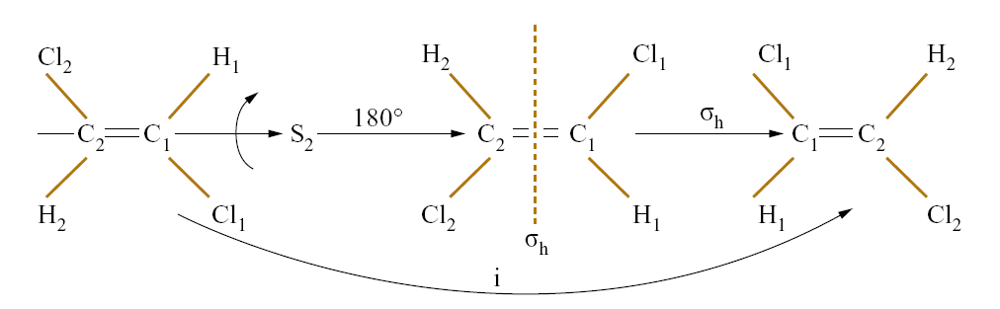 Cl₂ H₁ H₂ Cl₁ Cl₁ H₂
C₂ C₁ S₂ 180° C₂ C₁ σₕ C₁ C₂
H₂ Cl₁ Cl₂ H₁ H₁ Cl₂
σₕ
i